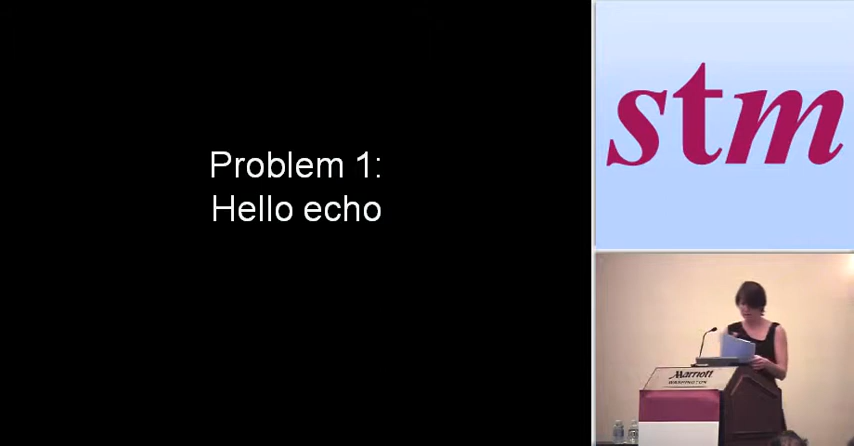 Problem 1:
Hello echo
stm
Marriott
WASHINGTON